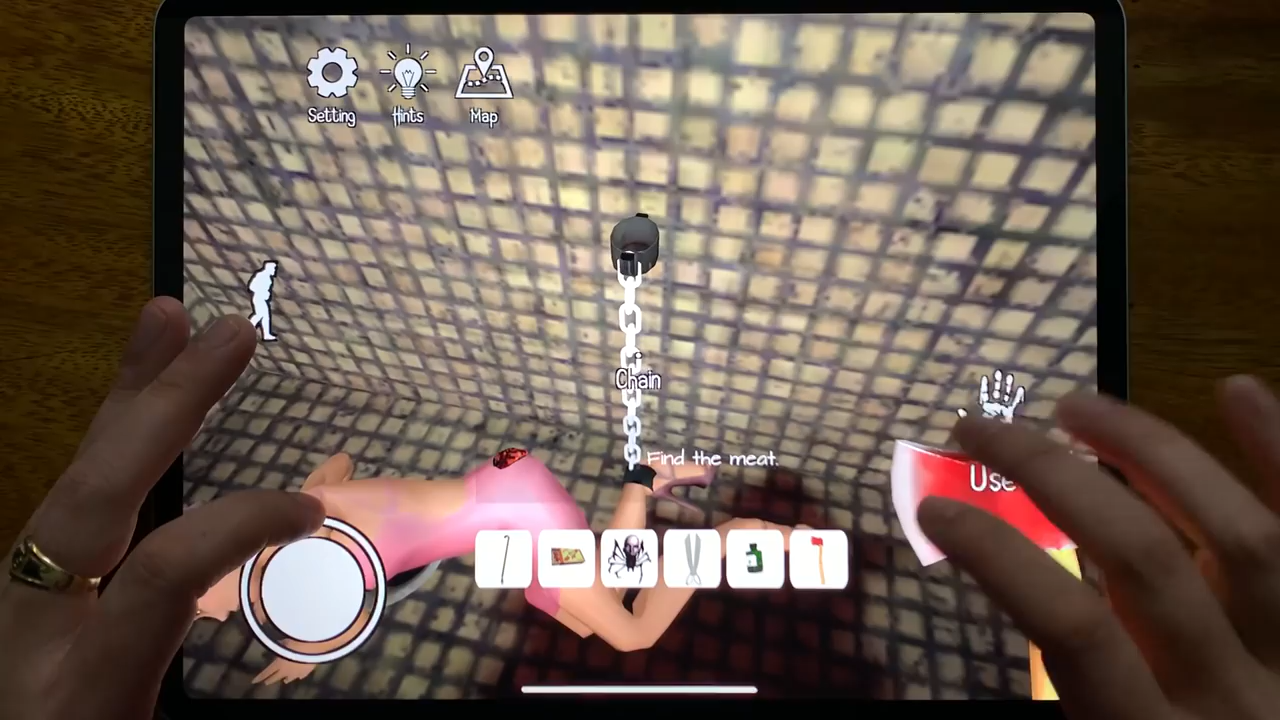 Setting
Hints
Map
Chain
Find the meat.
Use